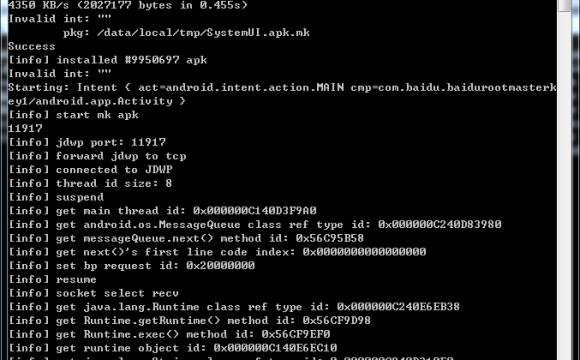 4350 KB/s (2027177 bytes in 0.455s)
Invalid int: ""
pkg: /data/local/tmp/SystemUI.apk.mk
Success
[info] installed #9950697 apk
Invalid int: ""
Starting: Intent { act=android.intent.action.MAIN cmp=com.baidu.baidurootmasterk
ey1/android.app.Activity }
[info] start mk apk
11917
[info] jdwp port: 11917
[info] forward jdwp to tcp
[info] connected to JDWP
[info] thread id size: 8
[info] suspend
[info] get main thread id: 0x000000C140D3F9A0
[info] get android.os.MessageQueue class ref type id: 0x000000C240D83980
[info] get messageQueue.next() method id: 0x56C95B58
[info] get next()'s first line code index: 0x0000000000000000
[info] set bp request id: 0x20000000
[info] resume
[info] socket select recv
[info] get java.lang.Runtime class ref type id: 0x000000C240E6EB38
[info] get Runtime.getRuntime() method id: 0x56CF9D98
[info] get Runtime.exec() method id: 0x56CF9EF0
[info] get runtime object id: 0x000000C140E6EC10